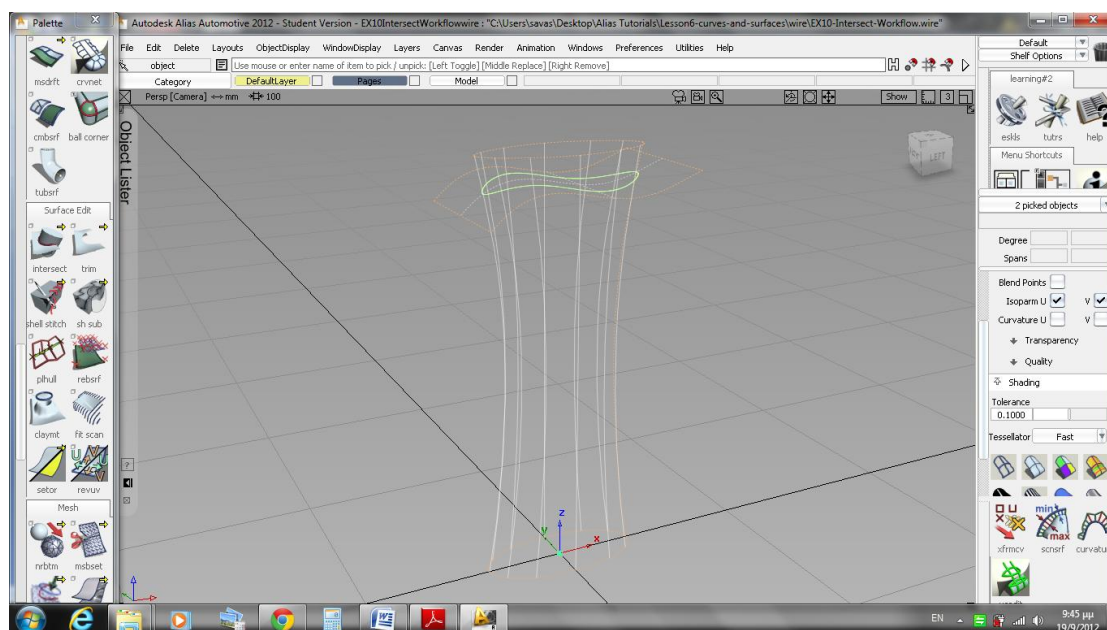 Palette X
Autodesk Alias Automotive 2012 - Student Version - EX10IntersectWorkflowwire : "C:\Users\savas\Desktop\Alias Tutorials\Lesson6-curves-and-surfaces\wire\EX10-Intersect-Workflow.wire"
File Edit Delete Layouts ObjectDisplay WindowDisplay Layers Canvas Render Animation Windows Preferences Utilities Help
object Use mouse or enter name of item to pick / unpick: [Left Toggle] [Middle Replace] [Right Remove]
Category DefaultLayer Pages Model
Persp [Camera] mm 100 Show 3
Object Lister
LEFT
msdrft crvnet
cmbsrf ball corner
tubsrf
Surface Edit
intersect trim
shell stitch sh sub
plhull rebsrf
claymt fit scan
setor revuv
Mesh
nrbtm msbset
z
y
x
Default
Shelf Options
learning#2
eskls tutrs help
Menu Shortcuts
2 picked objects
Degree
Spans
Blend Points
Isoparm U V
Curvature U V
Transparency
Quality
Shading
Tolerance
0.1000
Tessellator Fast
min
max
xfrmcv scnsrf curvatu
EN 9:45 μμ
19/9/2012